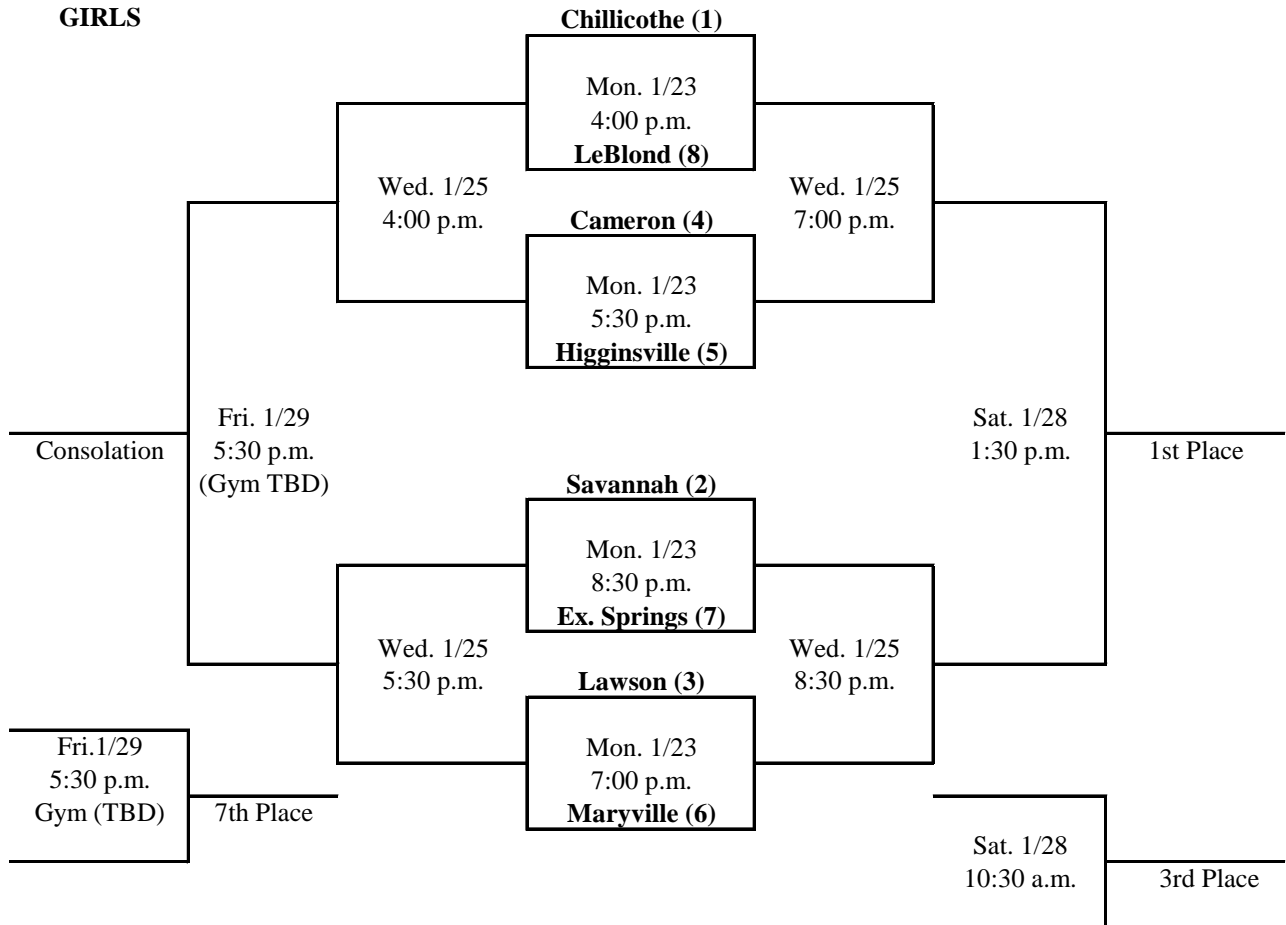 GIRLS
Chillicothe (1)
Mon. 1/23
4:00 p.m.
LeBlond (8)
Wed. 1/25
4:00 p.m.
Wed. 1/25
7:00 p.m.
Cameron (4)
Mon. 1/23
5:30 p.m.
Higginsville (5)
Fri. 1/29
5:30 p.m.
(Gym TBD)
Consolation
Sat. 1/28
1:30 p.m.
1st Place
Savannah (2)
Mon. 1/23
8:30 p.m.
Ex. Springs (7)
Wed. 1/25
5:30 p.m.
Wed. 1/25
8:30 p.m.
Lawson (3)
Mon. 1/23
7:00 p.m.
Maryville (6)
Fri.1/29
5:30 p.m.
Gym (TBD)
7th Place
Sat. 1/28
10:30 a.m.
3rd Place